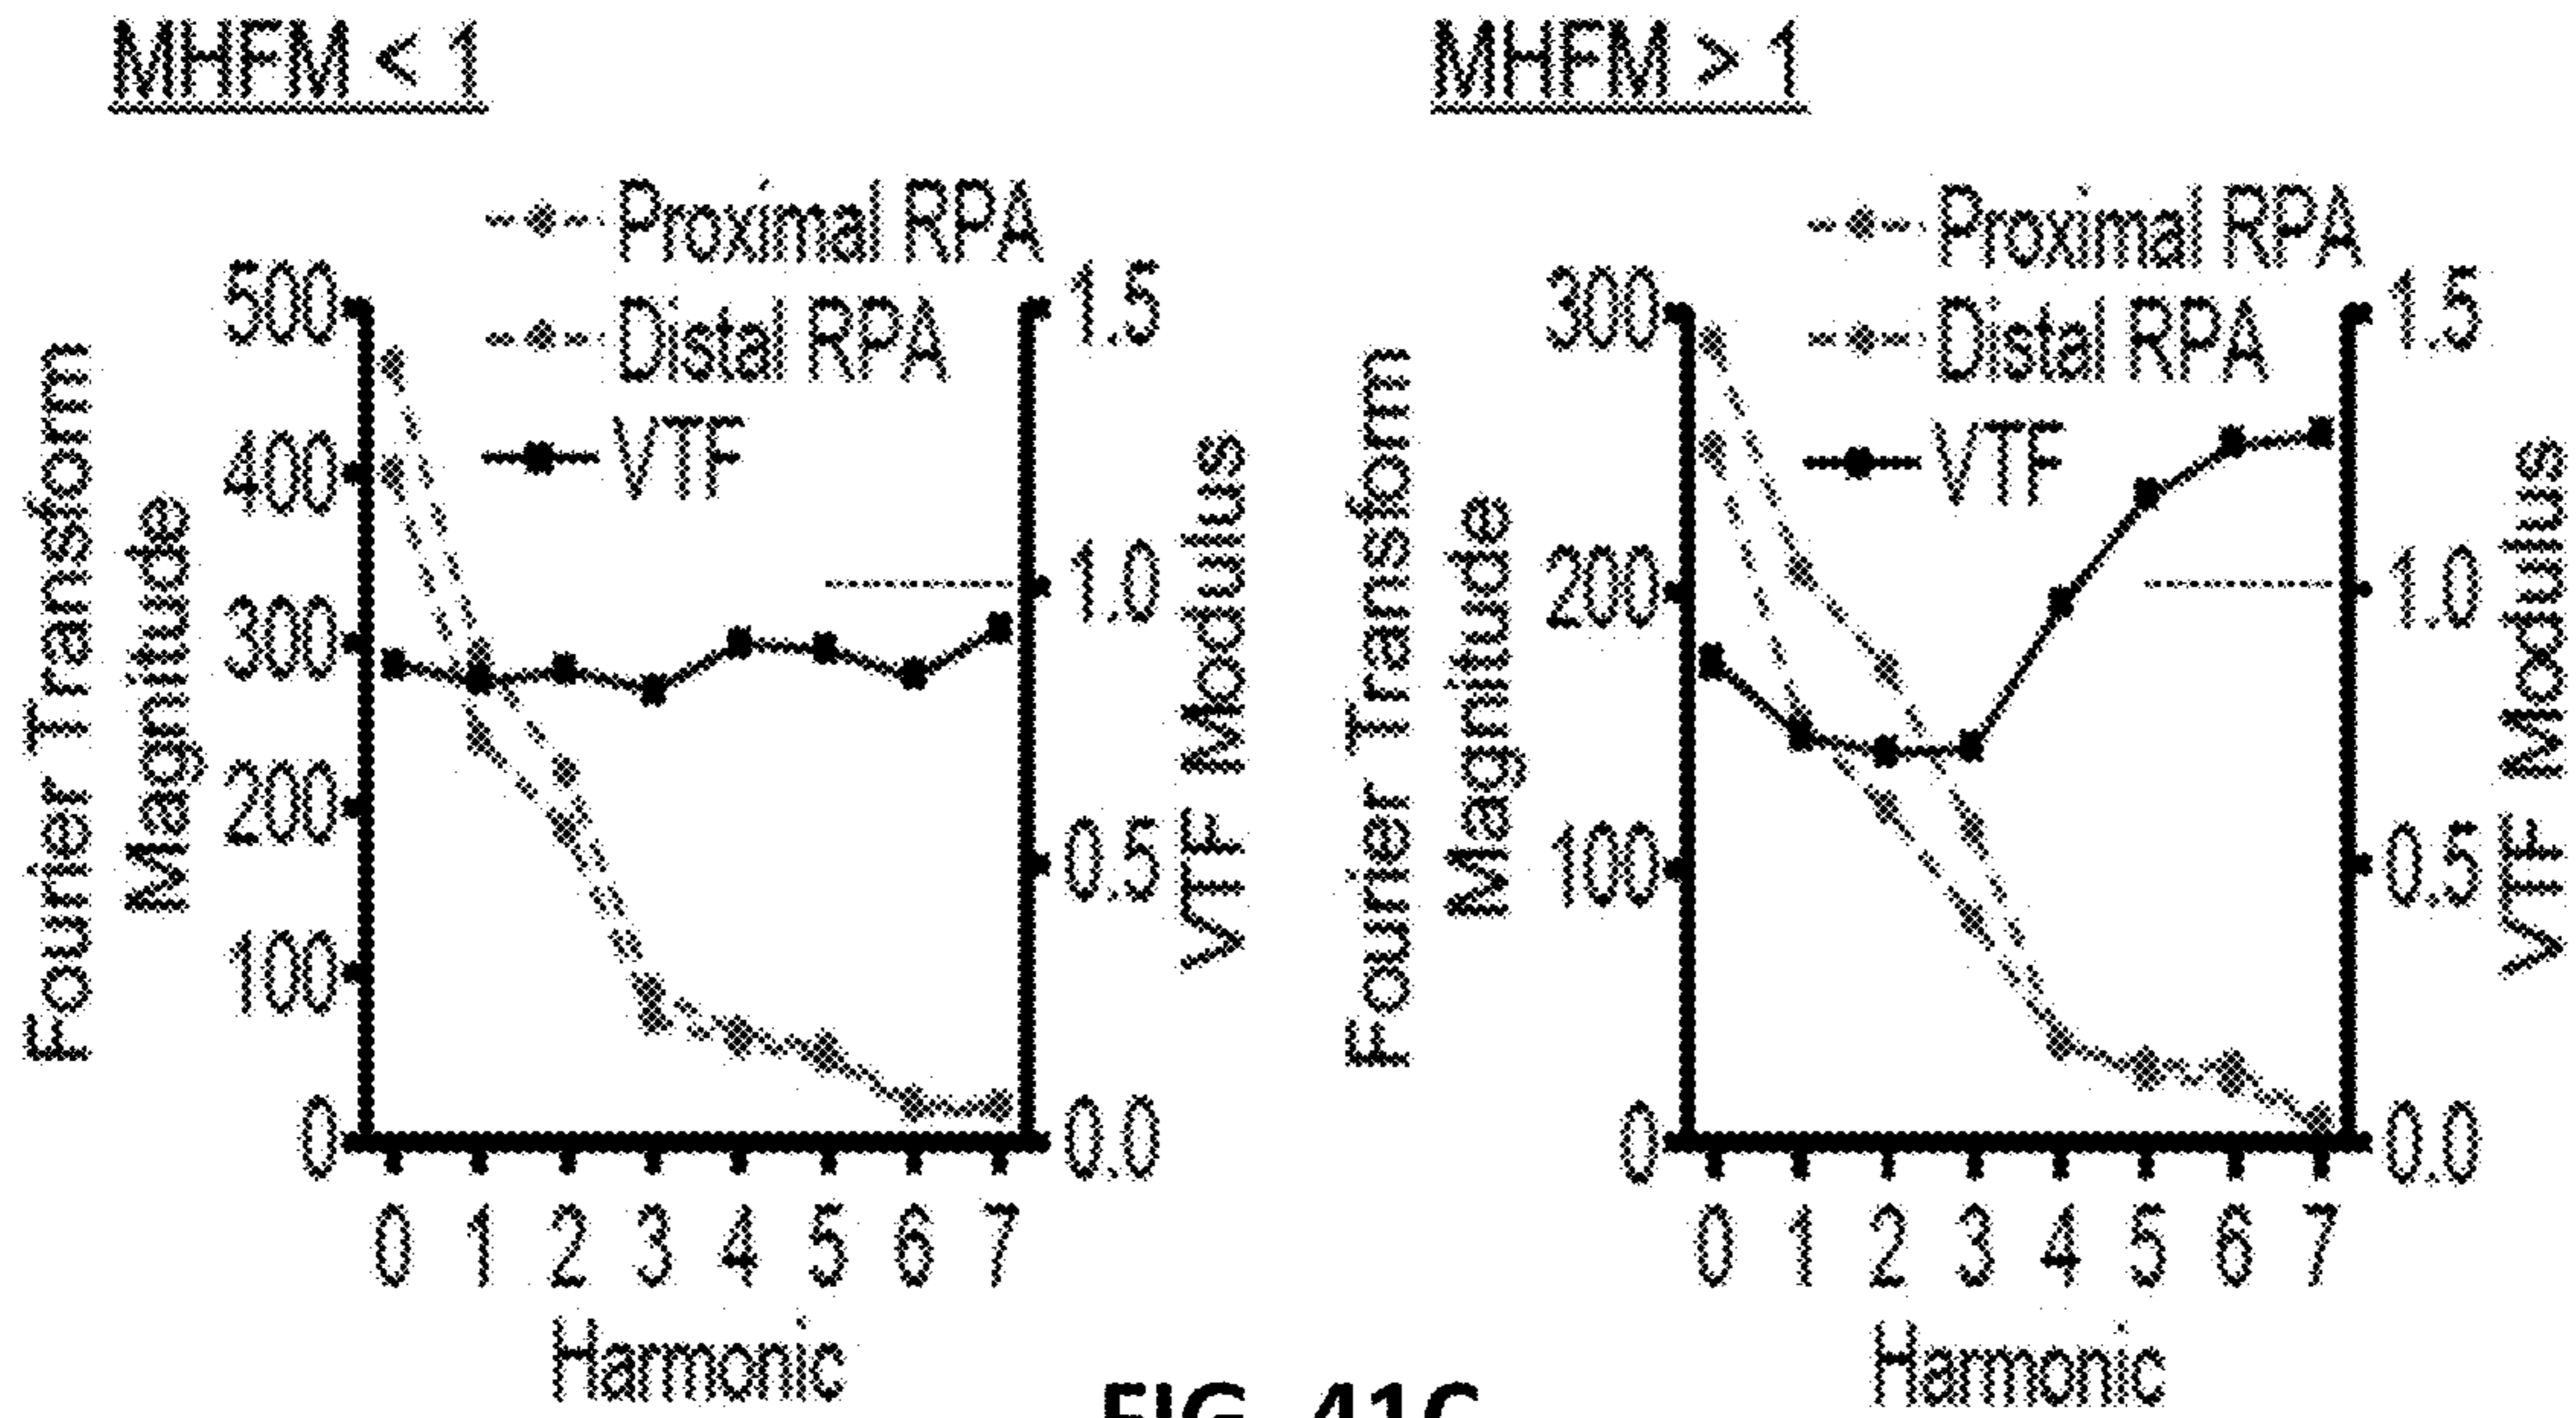 MHFM < 1
Proximal RPA
Distal RPA
VTF
Fourier Transform
Magnitude
500
400
300
200
100
0
1.5
1.0
0.5
0.0
VTF Modulus
0 1 2 3 4 5 6 7
Harmonic
MHFM > 1
Proximal RPA
Distal RPA
VTF
Fourier Transform
Magnitude
300
200
100
0
1.5
1.0
0.5
0.0
VTF Modulus
0 1 2 3 4 5 6 7
Harmonic
FIG. 41C